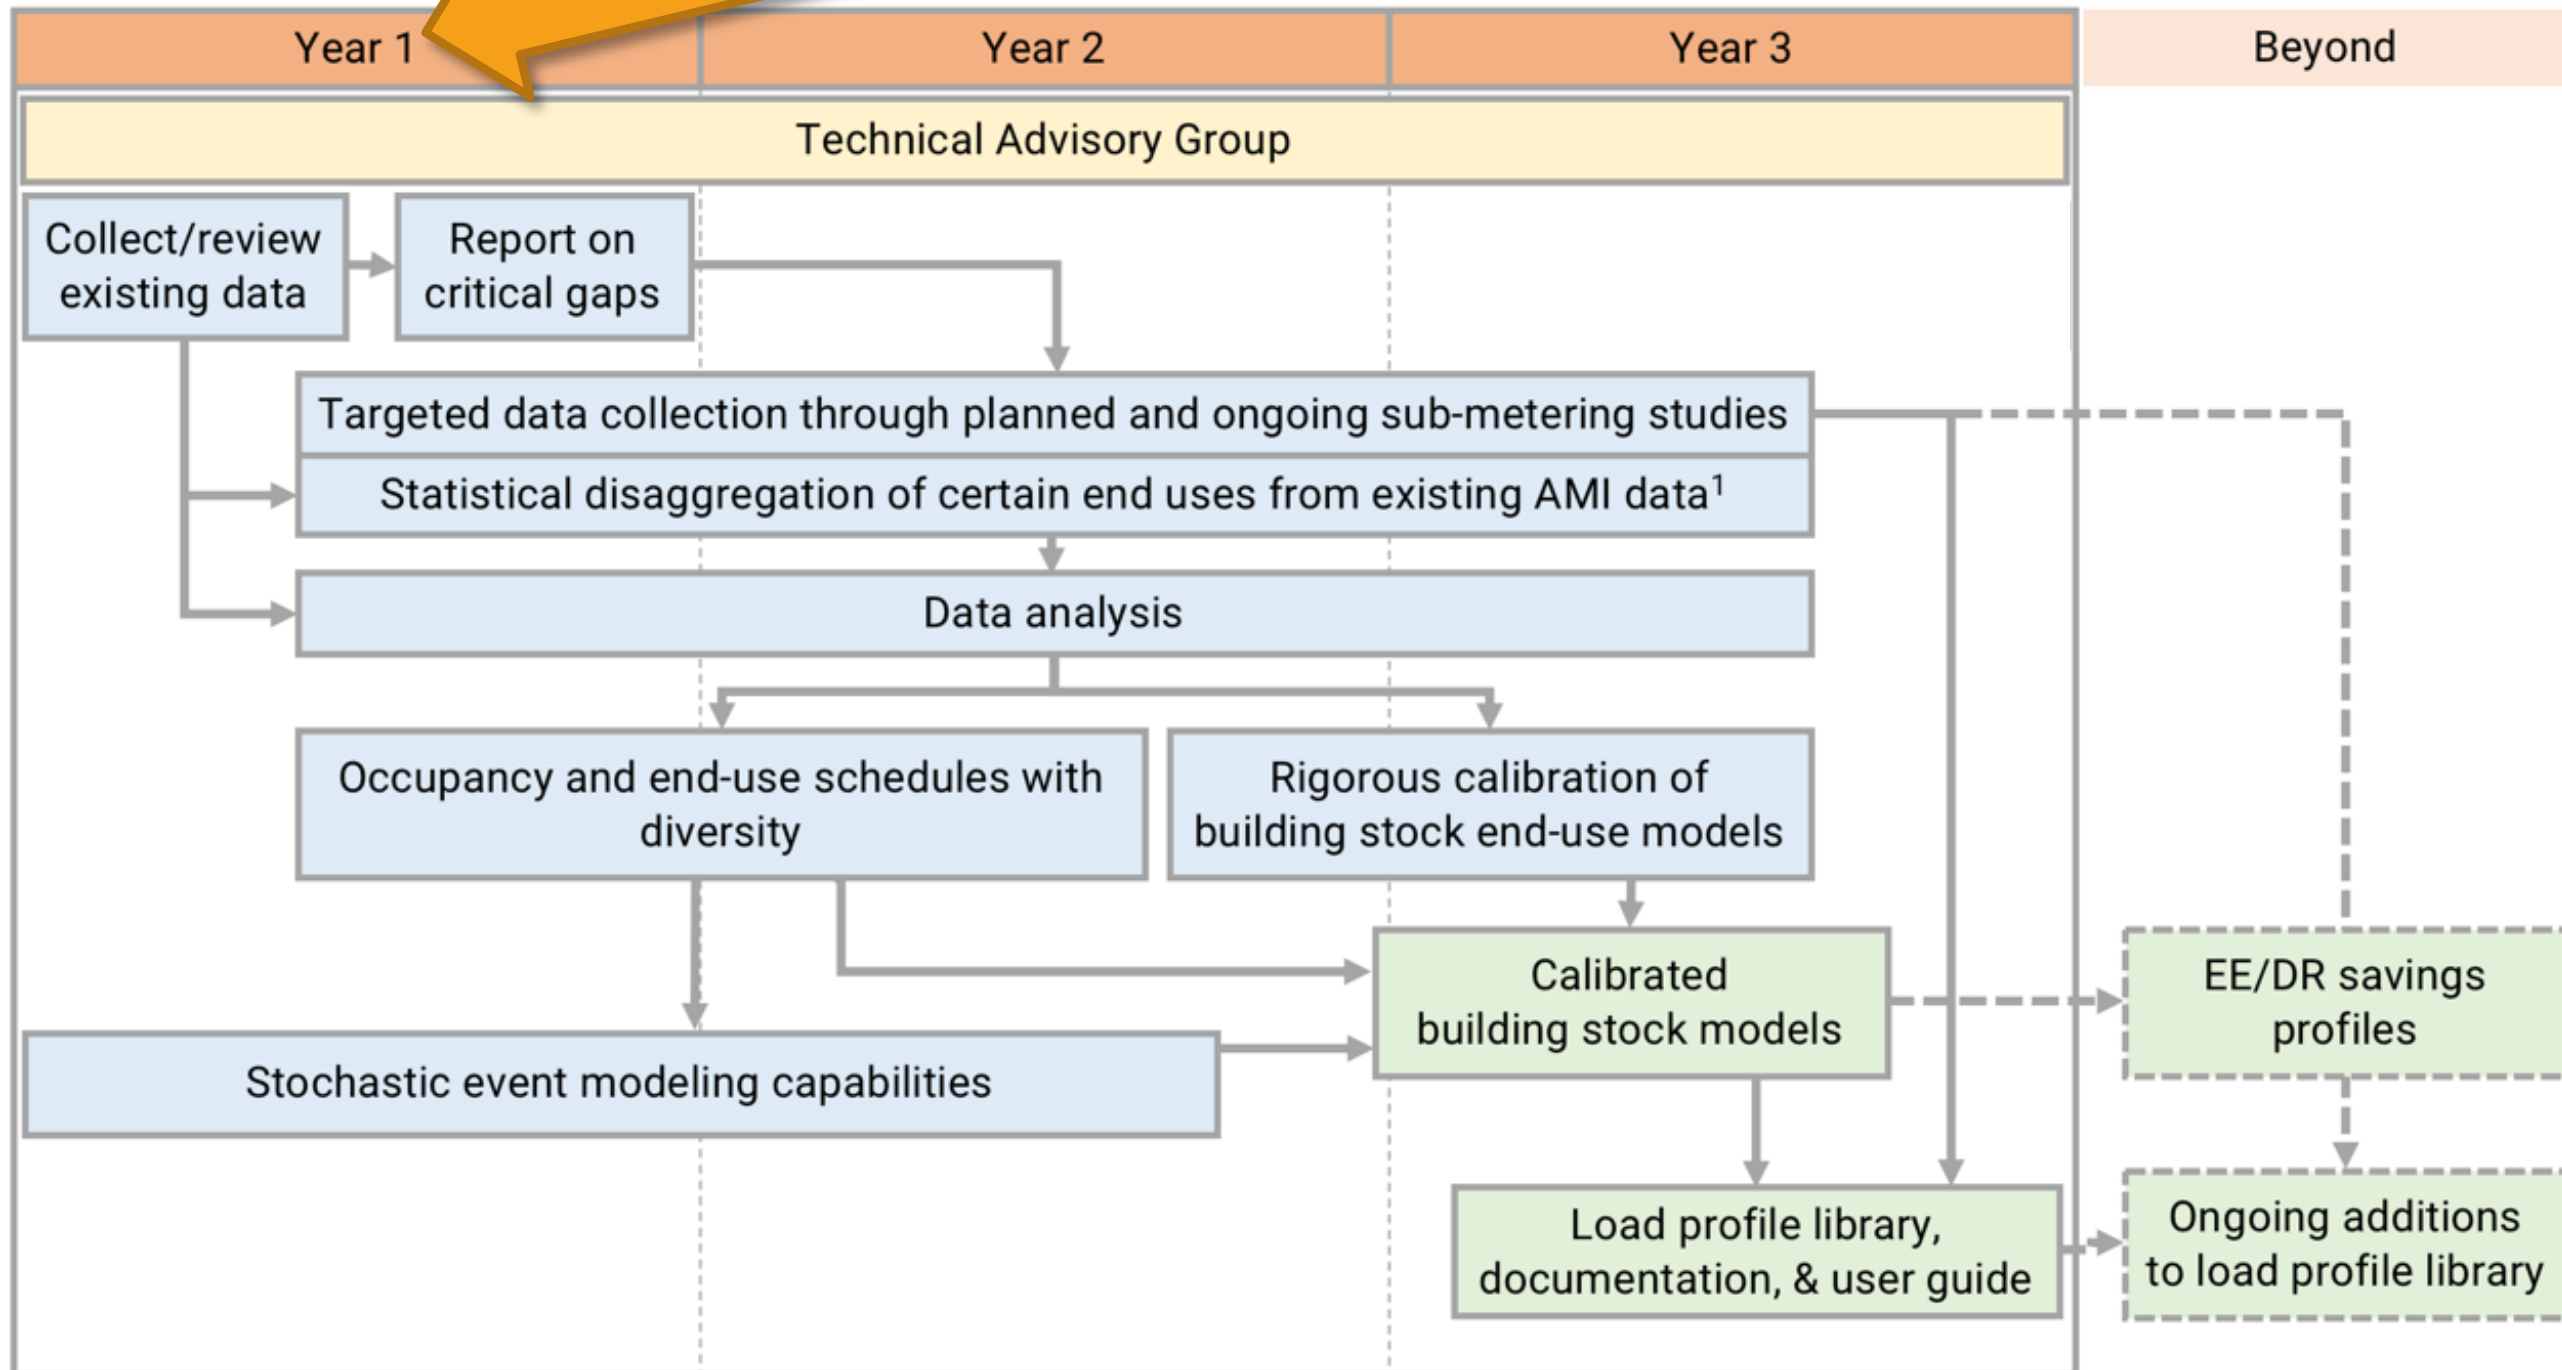 Year 1
Year 2
Year 3
Beyond
Technical Advisory Group
Collect/review
existing data
Report on
critical gaps
Targeted data collection through planned and ongoing sub-metering studies
Statistical disaggregation of certain end uses from existing AMI data¹
Data analysis
Occupancy and end-use schedules with
diversity
Rigorous calibration of
building stock end-use models
Calibrated
building stock models
EE/DR savings
profiles
Stochastic event modeling capabilities
Load profile library,
documentation, & user guide
Ongoing additions
to load profile library